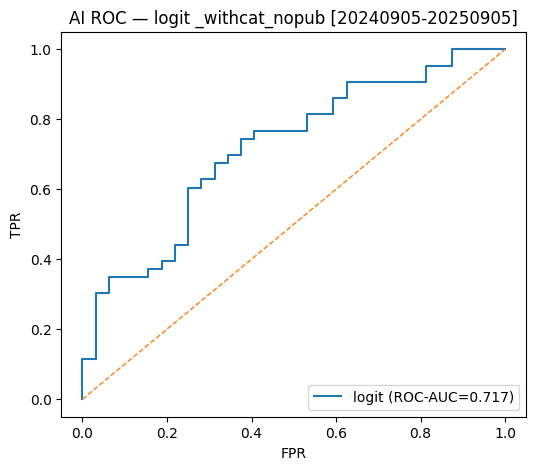 AI ROC — logit _withcat_nopub [20240905-20250905]
1.0
0.8
0.6
0.4
0.2
0.0
TPR
logit (ROC-AUC=0.717)
0.0 0.2 0.4 0.6 0.8 1.0
FPR